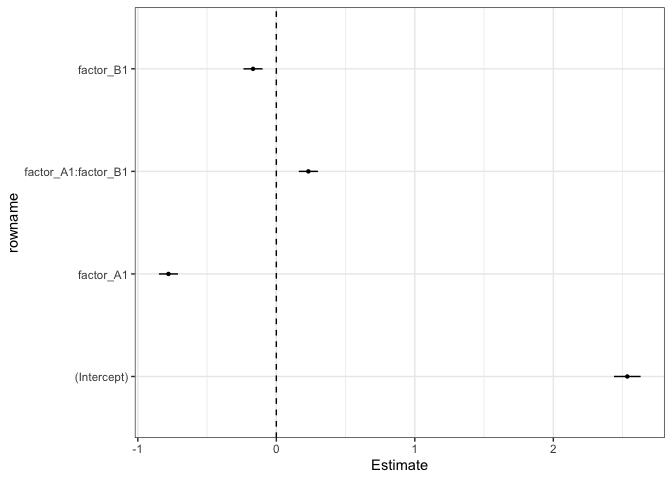 factor_B1
factor_A1:factor_B1
factor_A1
(Intercept)
rowname
-1 0 1 2
Estimate